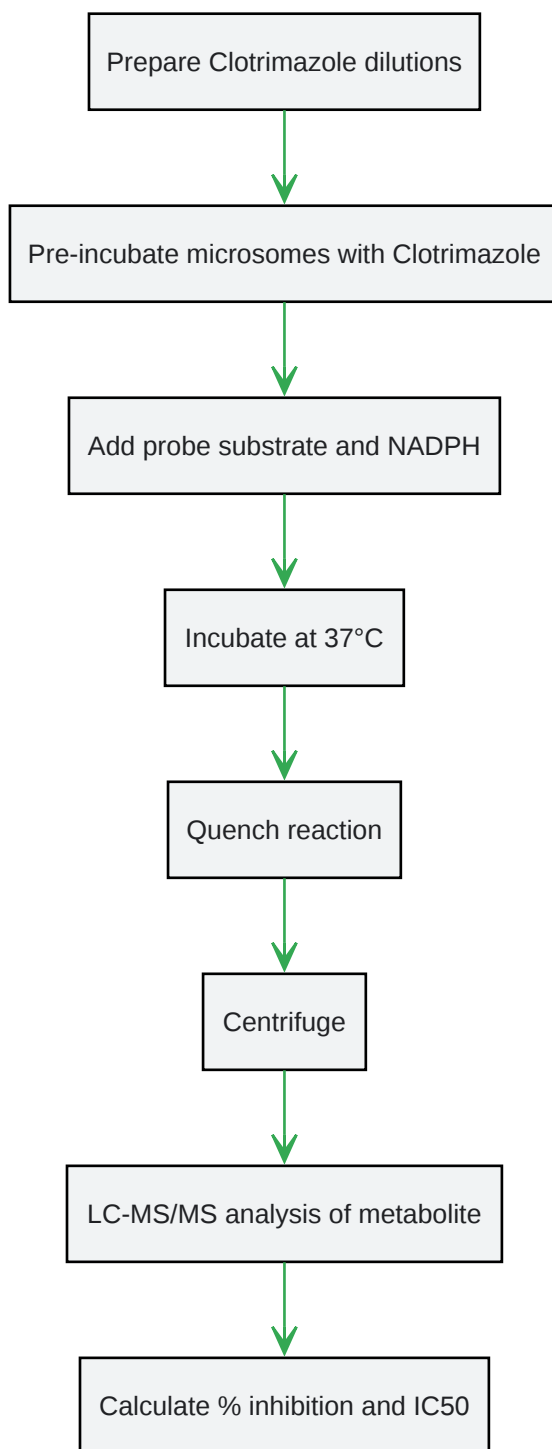 Prepare Clotrimazole dilutions
Pre-incubate microsomes with Clotrimazole
Add probe substrate and NADPH
Incubate at 37°C
Quench reaction
Centrifuge
LC-MS/MS analysis of metabolite
Calculate % inhibition and IC50